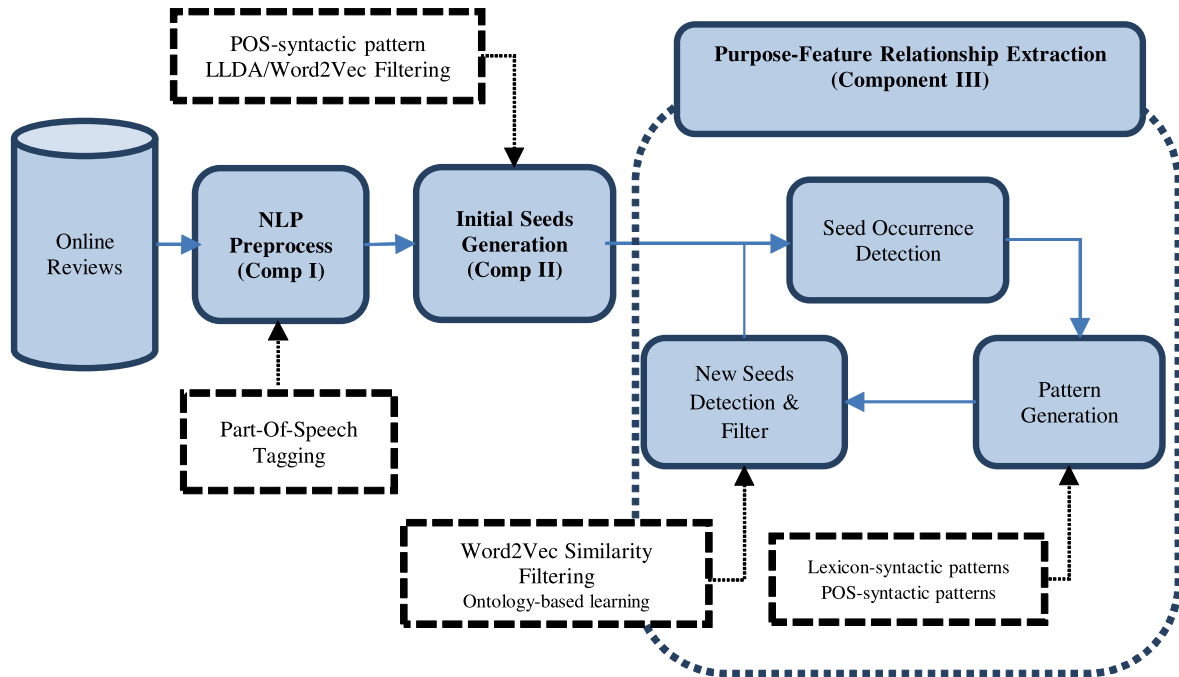 POS-syntactic pattern
LLDA/Word2Vec Filtering
Purpose-Feature Relationship Extraction
(Component III)
Online
Reviews
NLP
Preprocess
(Comp I)
Initial Seeds
Generation
(Comp II)
Seed Occurrence
Detection
New Seeds
Detection &
Filter
Pattern
Generation
Part-Of-Speech
Tagging
Word2Vec Similarity
Filtering
Ontology-based learning
Lexicon-syntactic patterns
POS-syntactic patterns